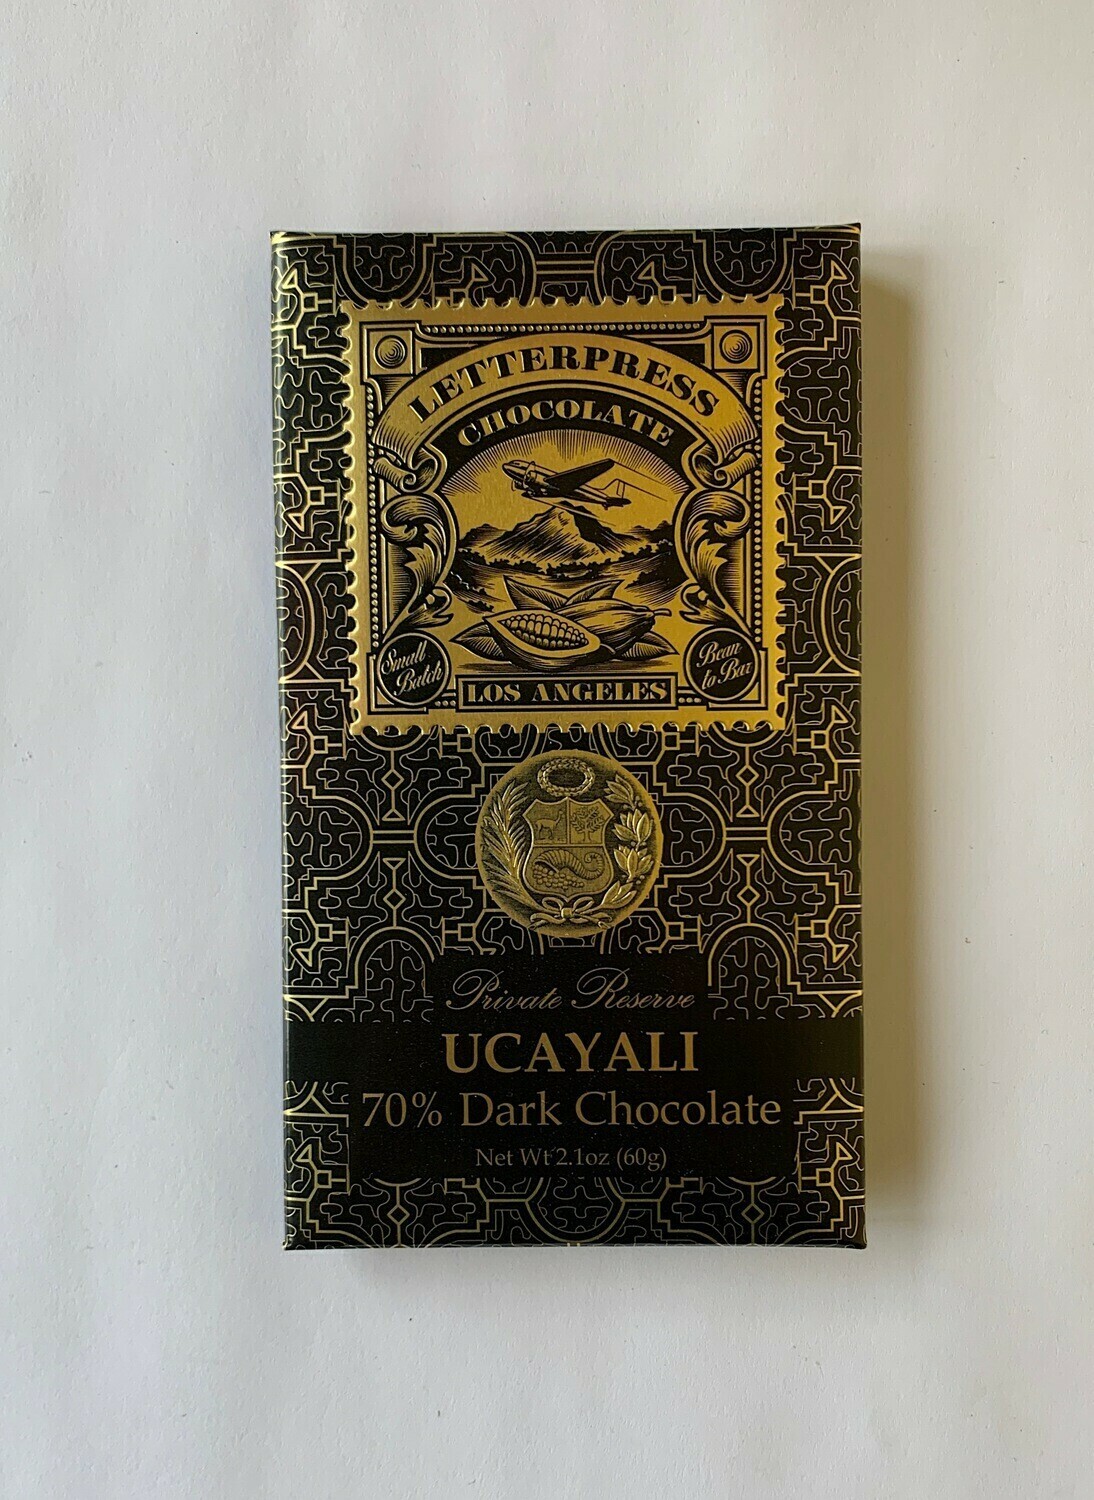 LETTERPRESS
CHOCOLATE
Small
Batch
Bean
to Bar
LOS ANGELES
Private Reserve
UCAYALI
70% Dark Chocolate
Net Wt 2.1oz (60g)